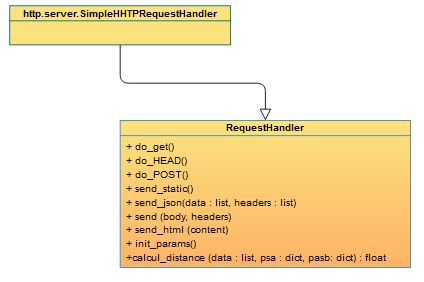 http.server.SimpleHHTPRequestHandler
RequestHandler
+ do_get()
+ do_HEAD()
+ do_POST()
+ send_static()
+ send_json(data : list, headers : list)
+ send (body, headers)
+ send_html (content)
+ init_params()
+calcul_distance (data : list, psa : dict, pasb: dict) : float